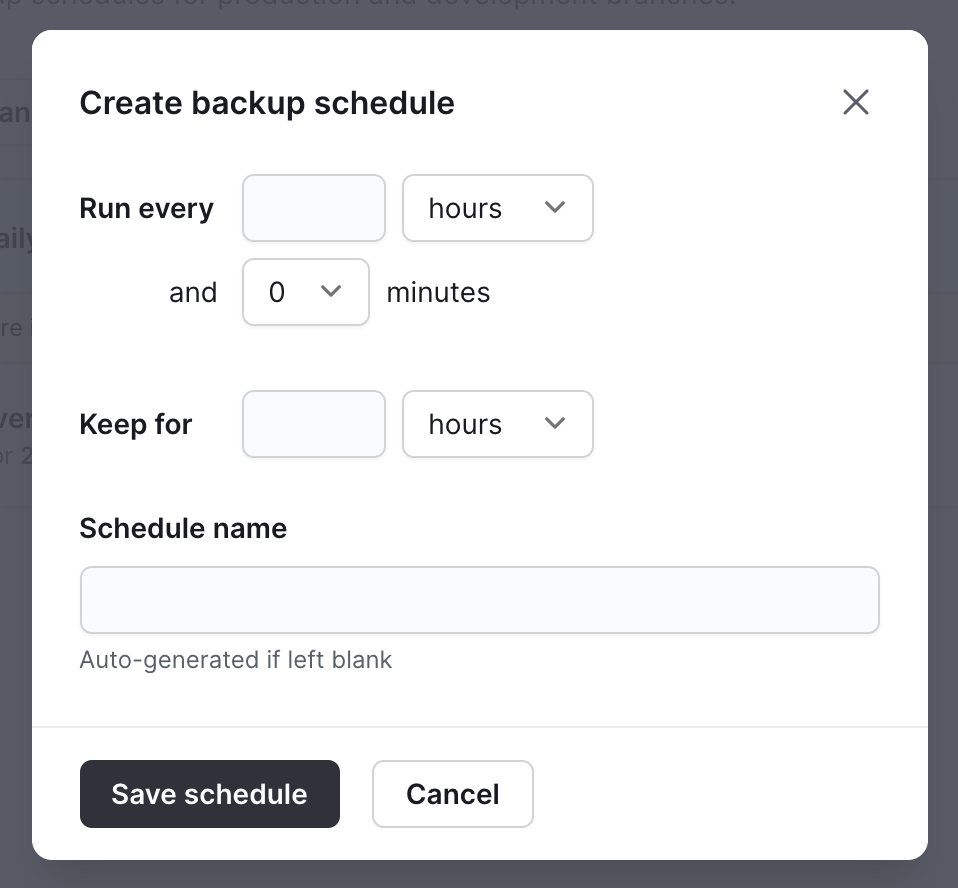 up schedules for production and development branches.
Create backup schedule
Run every hours
and 0 minutes
Keep for hours
Schedule name
Auto-generated if left blank
Save schedule Cancel